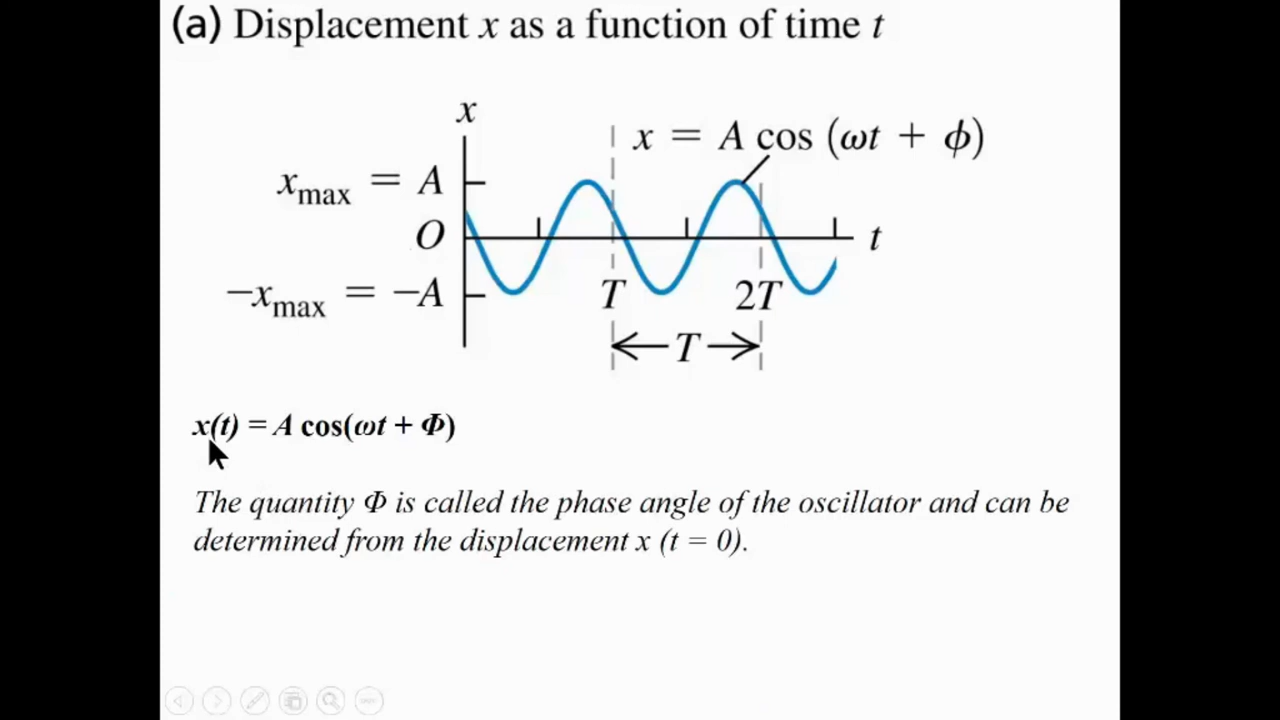 (a) Displacement x as a function of time t
x
x = A cos (ωt + ϕ)
xmax = A
O
t
−xmax = −A
T
2T
T
x(t) = A cos(ωt + Φ)
The quantity Φ is called the phase angle of the oscillator and can be
determined from the displacement x (t = 0).